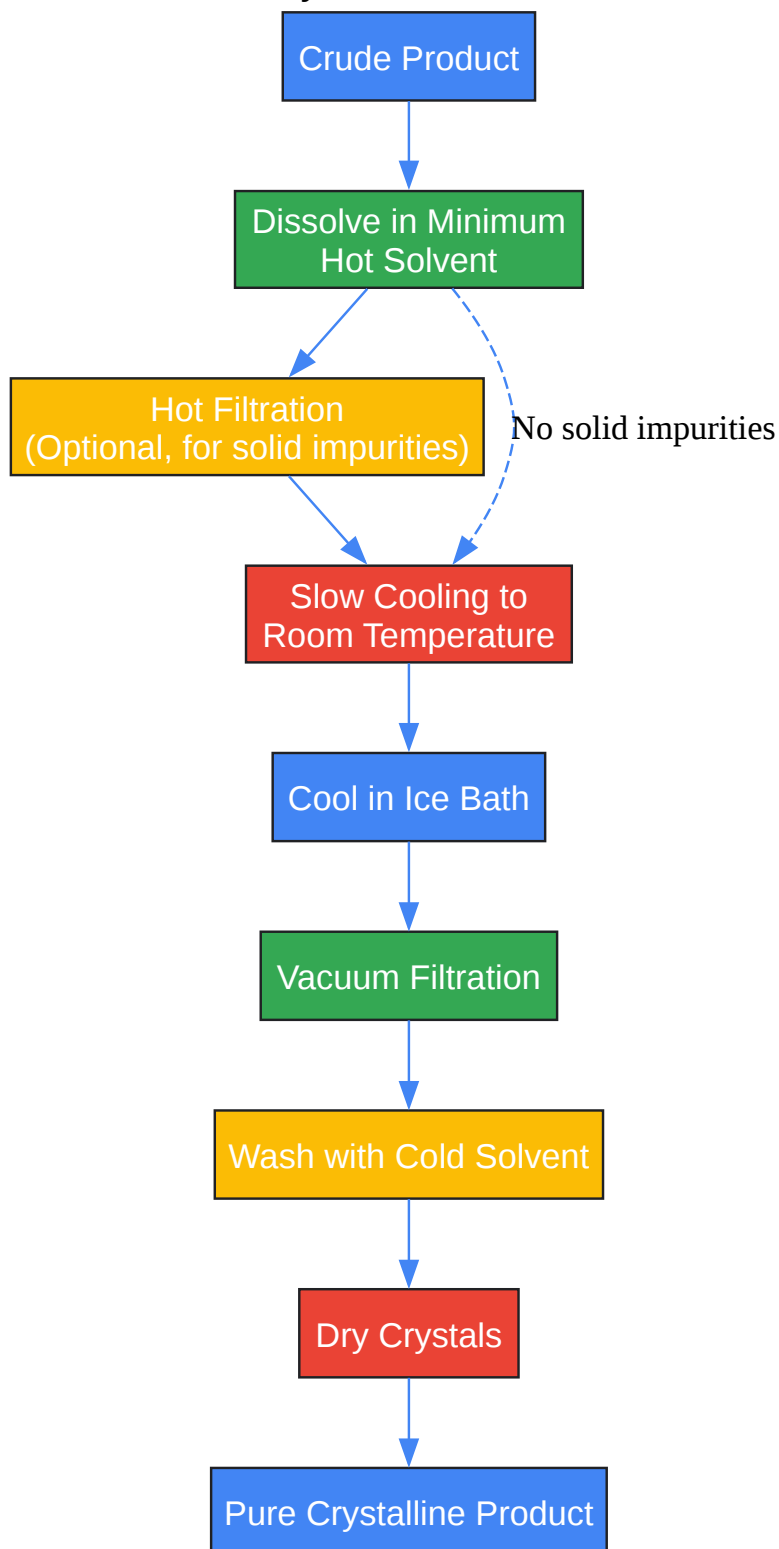 Crude Product
Dissolve in Minimum
Hot Solvent
Hot Filtration
(Optional, for solid impurities)
No solid impurities
Slow Cooling to
Room Temperature
Cool in Ice Bath
Vacuum Filtration
Wash with Cold Solvent
Dry Crystals
Pure Crystalline Product